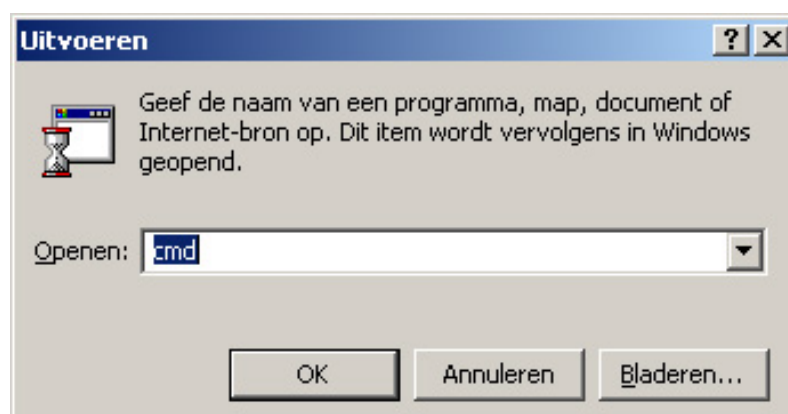 Uitvoeren
Geef de naam van een programma, map, document of
Internet-bron op. Dit item wordt vervolgens in Windows
geopend.
Openen: cmd
OK Annuleren Bladeren...